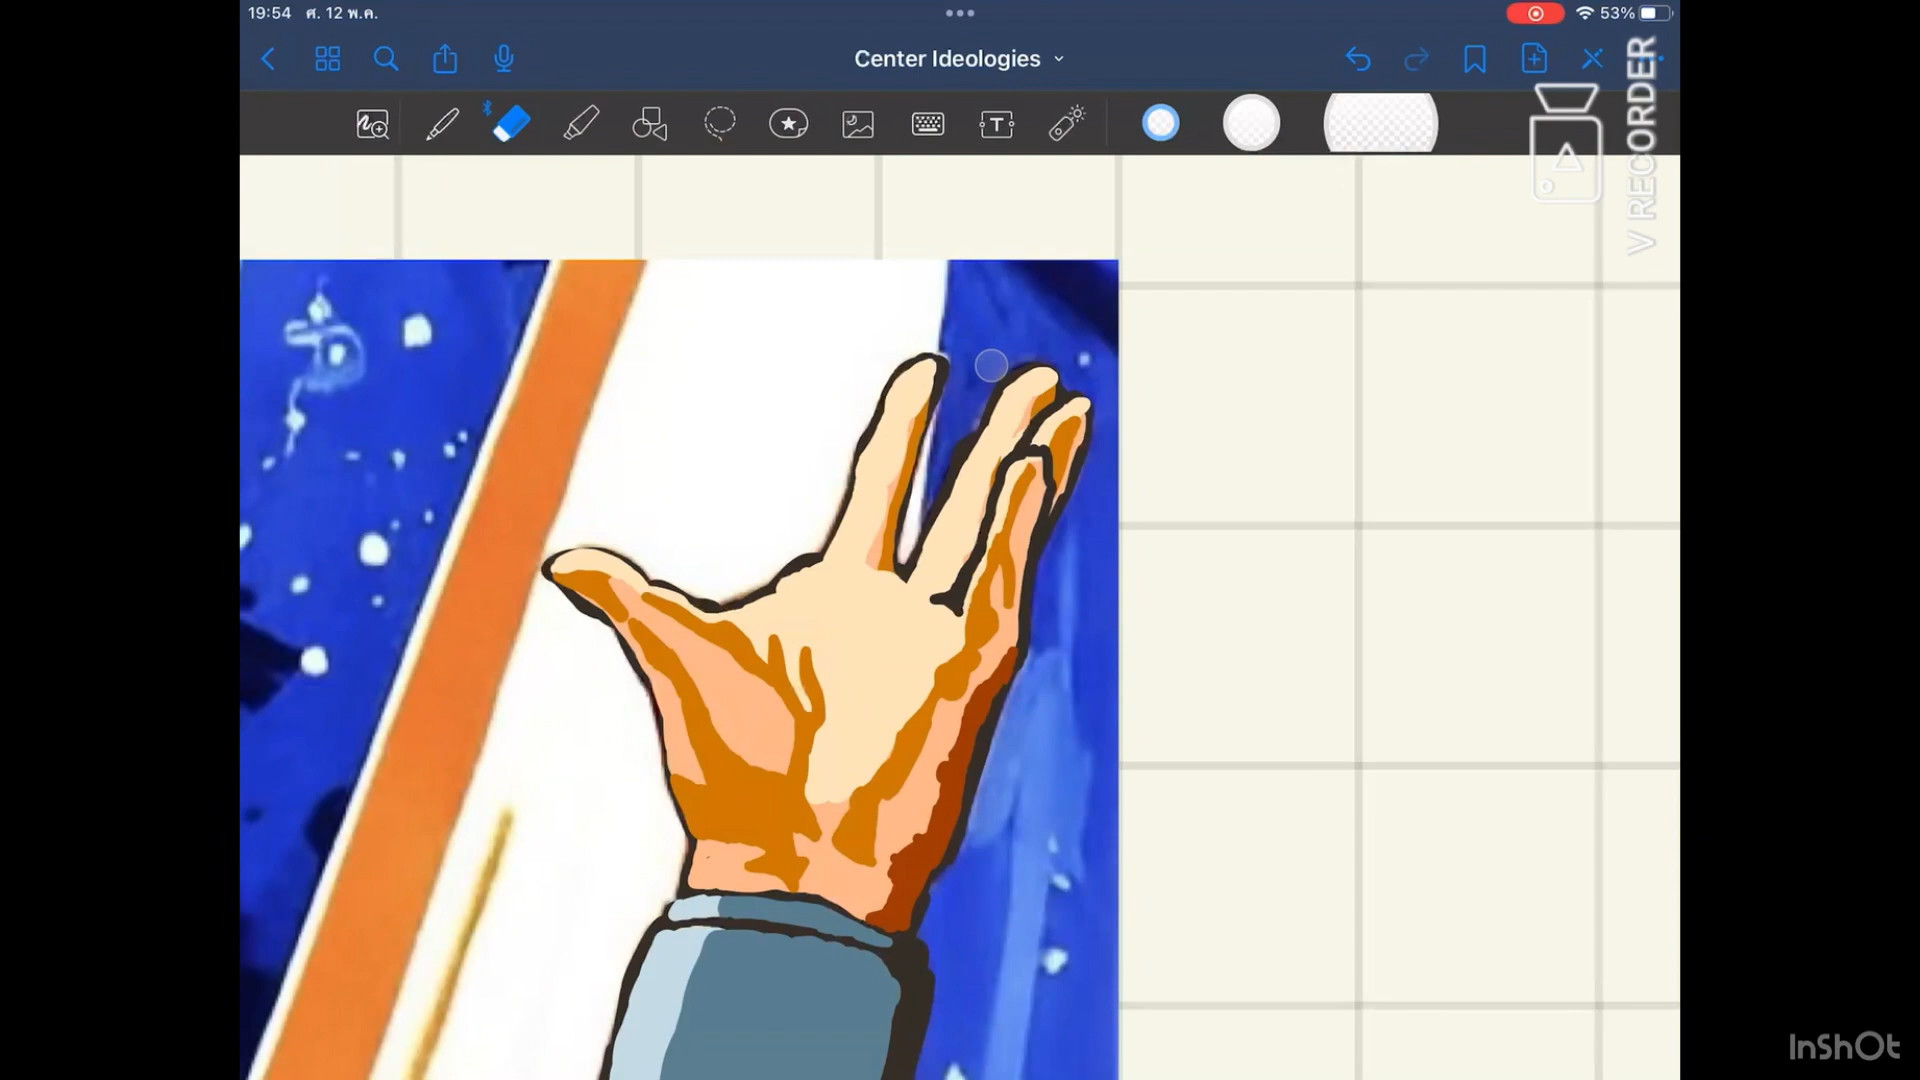 19:54 ศ. 12 พ.ค.
53%
Center Ideologies
T
V RECORDER
InShOt